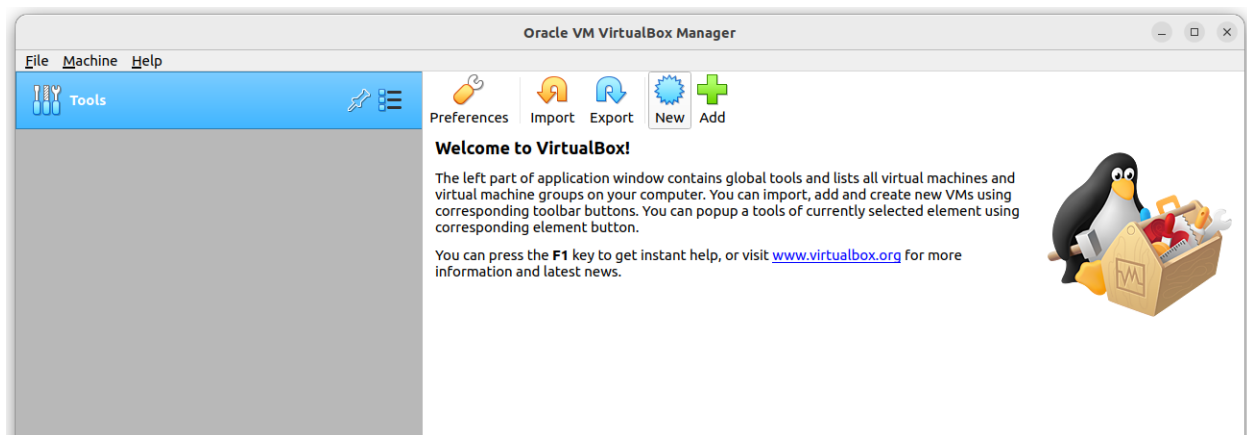 Oracle VM VirtualBox Manager
File Machine Help
Tools
Preferences Import Export New Add
Welcome to VirtualBox!
The left part of application window contains global tools and lists all virtual machines and
virtual machine groups on your computer. You can import, add and create new VMs using
corresponding toolbar buttons. You can popup a tools of currently selected element using
corresponding element button.
You can press the F1 key to get instant help, or visit www.virtualbox.org for more
information and latest news.